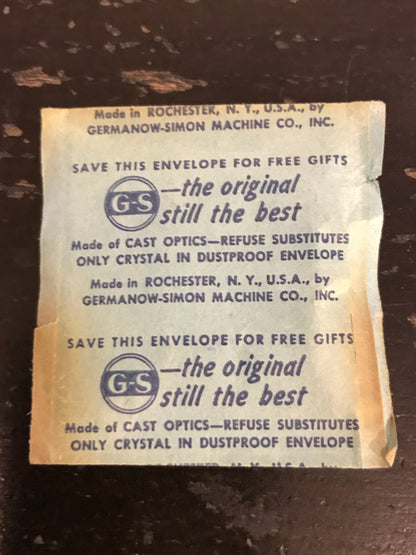 Made in ROCHESTER, N. Y., U.S.A., by
GERMANOW-SIMON MACHINE CO., INC.
SAVE THIS ENVELOPE FOR FREE GIFTS
G-S
—the original
still the best
Made of CAST OPTICS—REFUSE SUBSTITUTES
ONLY CRYSTAL IN DUSTPROOF ENVELOPE
Made in ROCHESTER, N. Y., U.S.A., by
GERMANOW-SIMON MACHINE CO., INC.
SAVE THIS ENVELOPE FOR FREE GIFTS
G-S
—the original
still the best
Made of CAST OPTICS—REFUSE SUBSTITUTES
ONLY CRYSTAL IN DUSTPROOF ENVELOPE
N. Y., U.S.A., by